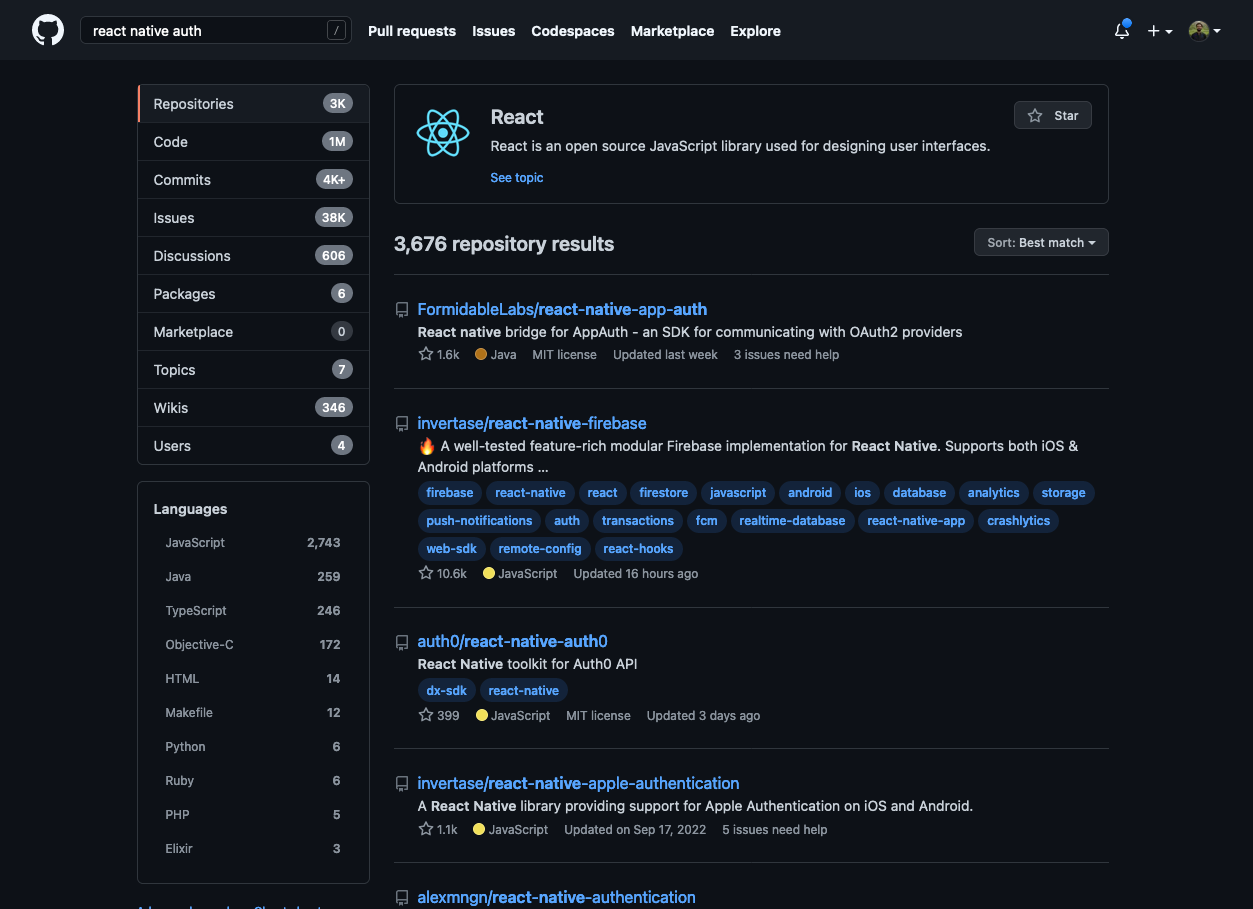 react native auth /
Pull requests Issues Codespaces Marketplace Explore
Repositories 3K
Code 1M
Commits 4K+
Issues 38K
Discussions 606
Packages 6
Marketplace 0
Topics 7
Wikis 346
Users 4
Languages
JavaScript 2,743
Java 259
TypeScript 246
Objective-C 172
HTML 14
Makefile 12
Python 6
Ruby 6
PHP 5
Elixir 3
React
Star
React is an open source JavaScript library used for designing user interfaces.
See topic
3,676 repository results
Sort: Best match
FormidableLabs/react-native-app-auth
React native bridge for AppAuth - an SDK for communicating with OAuth2 providers
1.6k Java MIT license Updated last week 3 issues need help
invertase/react-native-firebase
🔥 A well-tested feature-rich modular Firebase implementation for React Native. Supports both iOS &
Android platforms ...
firebase react-native react firestore javascript android ios database analytics storage
push-notifications auth transactions fcm realtime-database react-native-app crashlytics
web-sdk remote-config react-hooks
10.6k JavaScript Updated 16 hours ago
auth0/react-native-auth0
React Native toolkit for Auth0 API
dx-sdk react-native
399 JavaScript MIT license Updated 3 days ago
invertase/react-native-apple-authentication
A React Native library providing support for Apple Authentication on iOS and Android.
1.1k JavaScript Updated on Sep 17, 2022 5 issues need help
alexmngn/react-native-authentication